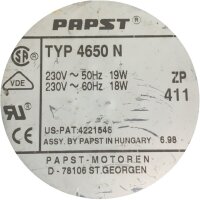 PAPST
TYP 4650 N
230V ~ 50Hz 19W
230V ~ 60Hz 18W
ZP
411
VDE
US-PAT:4221546
ASSY. BY PAPST IN HUNGARY 6.98
PAPST-MOTOREN
D - 78106 ST.GEORGEN